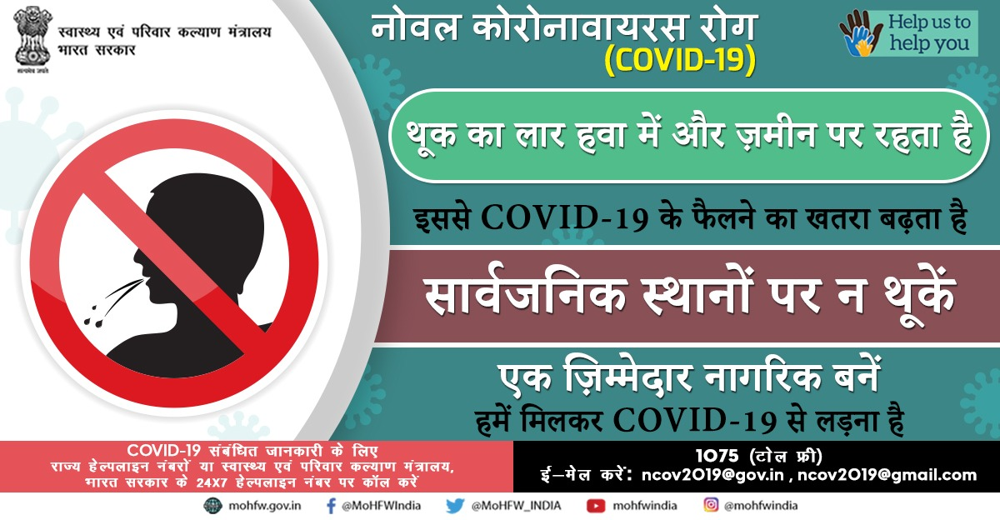 स्वास्थ्य एवं परिवार कल्याण मंत्रालय
भारत सरकार
सत्यमेव जयते
नोवल कोरोनावायरस रोग
(COVID-19)
Help us to
help you
थूक का लार हवा में और ज़मीन पर रहता है
इससे COVID-19 के फैलने का खतरा बढ़ता है
सार्वजनिक स्थानों पर न थूकें
एक ज़िम्मेदार नागरिक बनें
हमें मिलकर COVID-19 से लड़ना है
COVID-19 संबंधित जानकारी के लिए
राज्य हेल्पलाइन नंबरों या स्वास्थ्य एवं परिवार कल्याण मंत्रालय,
भारत सरकार के 24X7 हेल्पलाइन नंबर पर कॉल करें
1075 (टोल फ्री)
ई–मेल करें: ncov2019@gov.in , ncov2019@gmail.com
mohfw.gov.in @MoHFWIndia @MoHFW_INDIA mohfwindia @mohfwindia